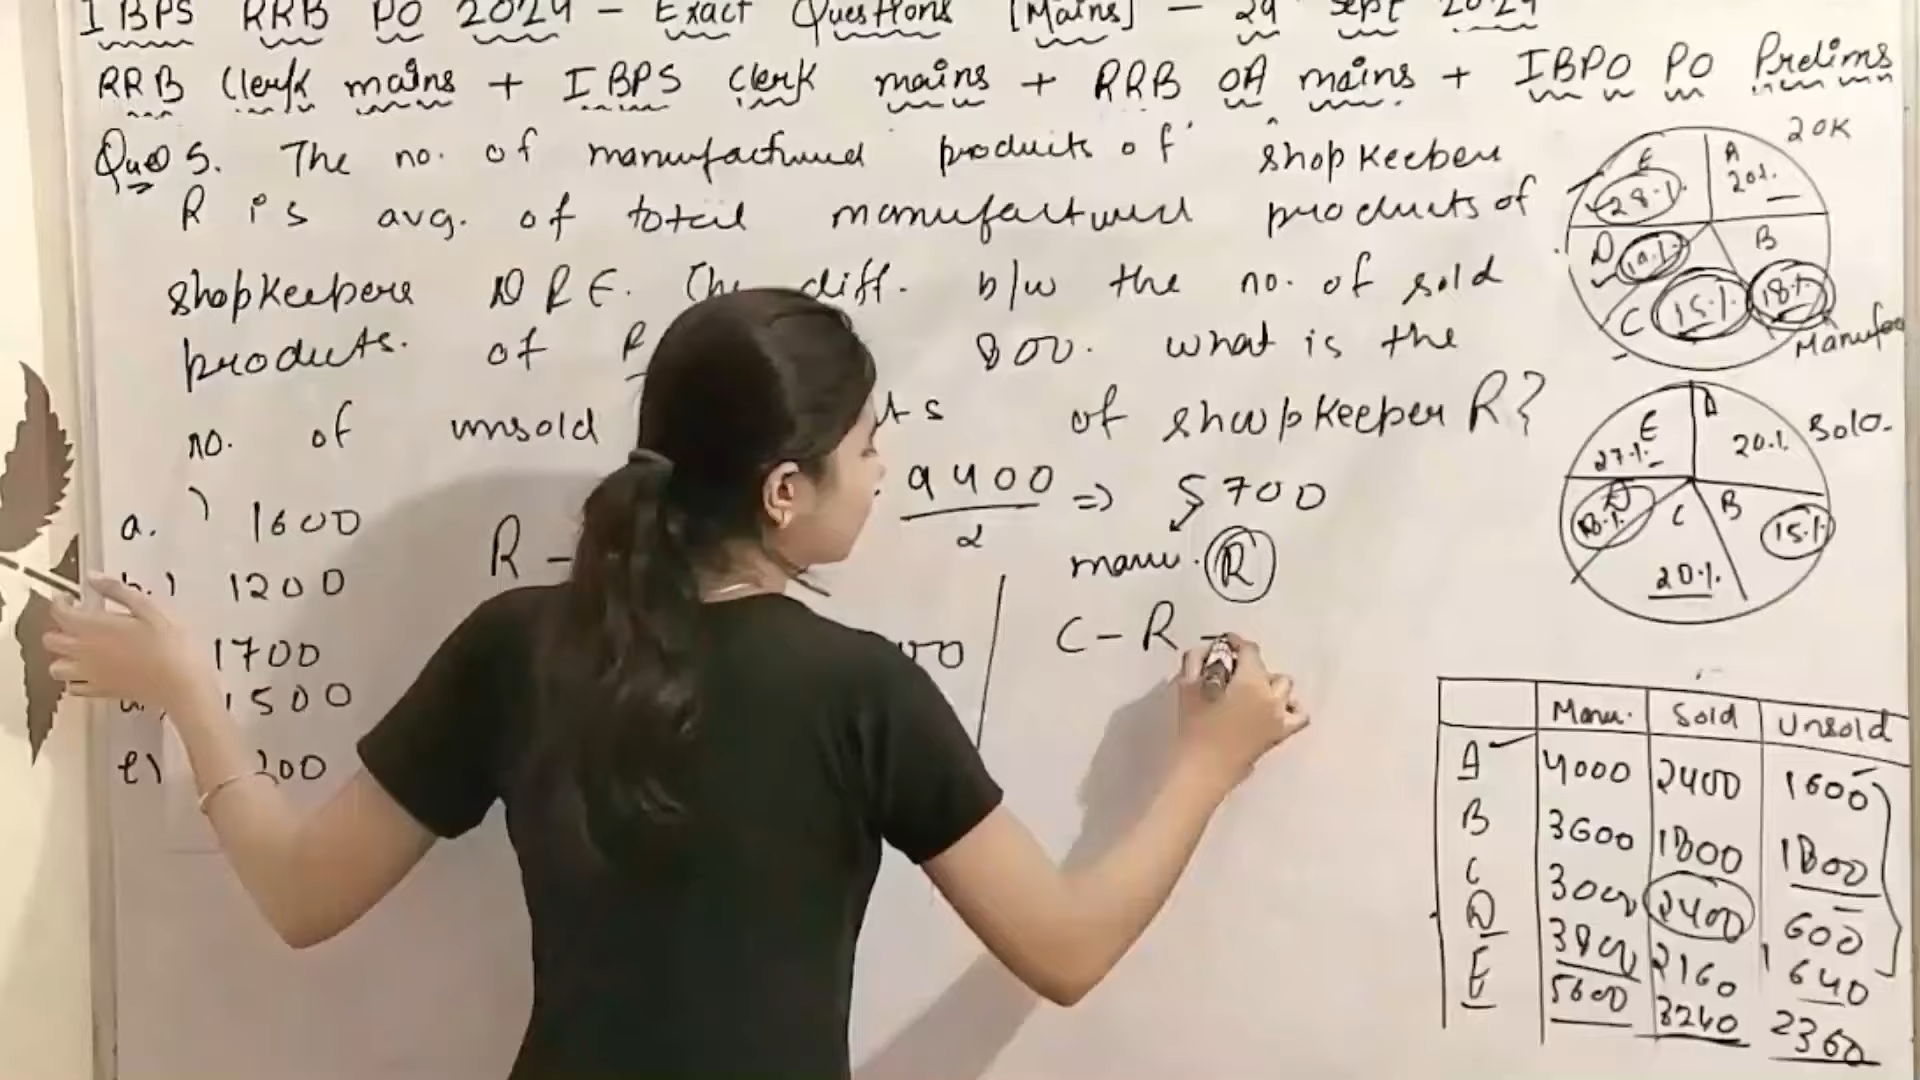 IBPS RRB PO 2024 - Exact Questions [Mains] - 29 Sept 2024
RRB Clerk mains + IBPS Clerk mains + RRB OA mains + IBPO PO Prelims
Ques 5. The no. of manufactured products of shopkeeper
R is avg. of total manufactured products of
shopkeepers D & E. The diff. b/w the no. of sold
products. of R 800. what is the
no. of unsold ts of shopkeeper R?
a. 1600
1200
1700
1500
e)
R -
9400
2
=> 5700
manu. R
C - R -
20K
E
28%
A
20%
D
19%
B
18%
C
15%
Manufac
E
27%
A
20%
Sold.
D
18%
C
20%
B
15%
Manu. Sold Unsold
A 4000 2400 1600
B 3600 1800 1800
C 3000 2400 600
D 3800 2160 1640
E 5600 3240 2360